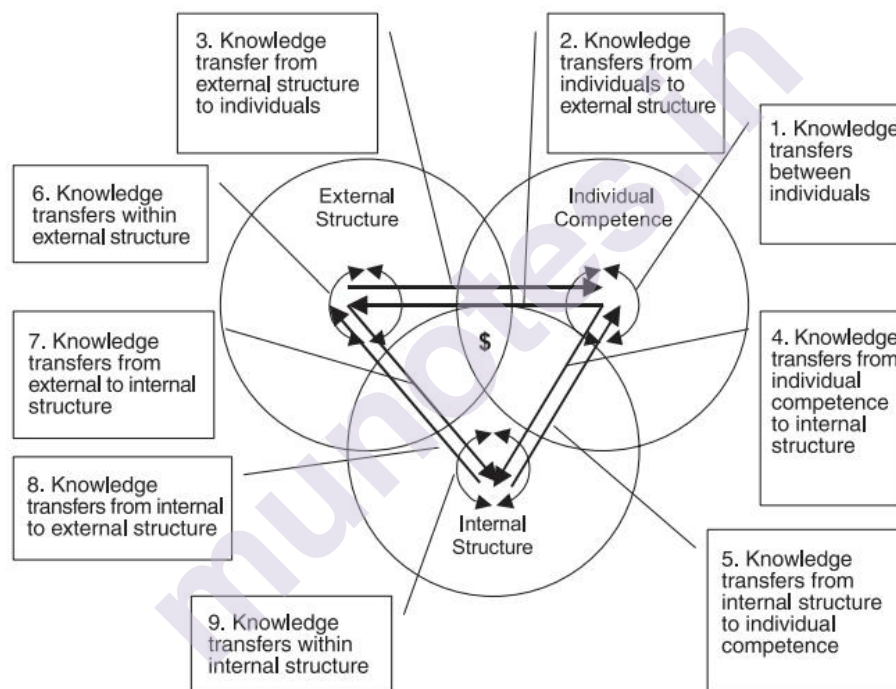 3. Knowledge
transfer from
external structure
to individuals
2. Knowledge
transfers from
individuals to
external structure
1. Knowledge
transfers
between
individuals
6. Knowledge
transfers within
external structure
External
Structure
Individual
Competence
7. Knowledge
transfers from
external to internal
structure
$
4. Knowledge
transfers from
individual
competence
to internal
structure
8. Knowledge
transfers from internal
to external structure
Internal
Structure
5. Knowledge
transfers from
internal structure
to individual
competence
9. Knowledge
transfers within
internal structure
munotes.in